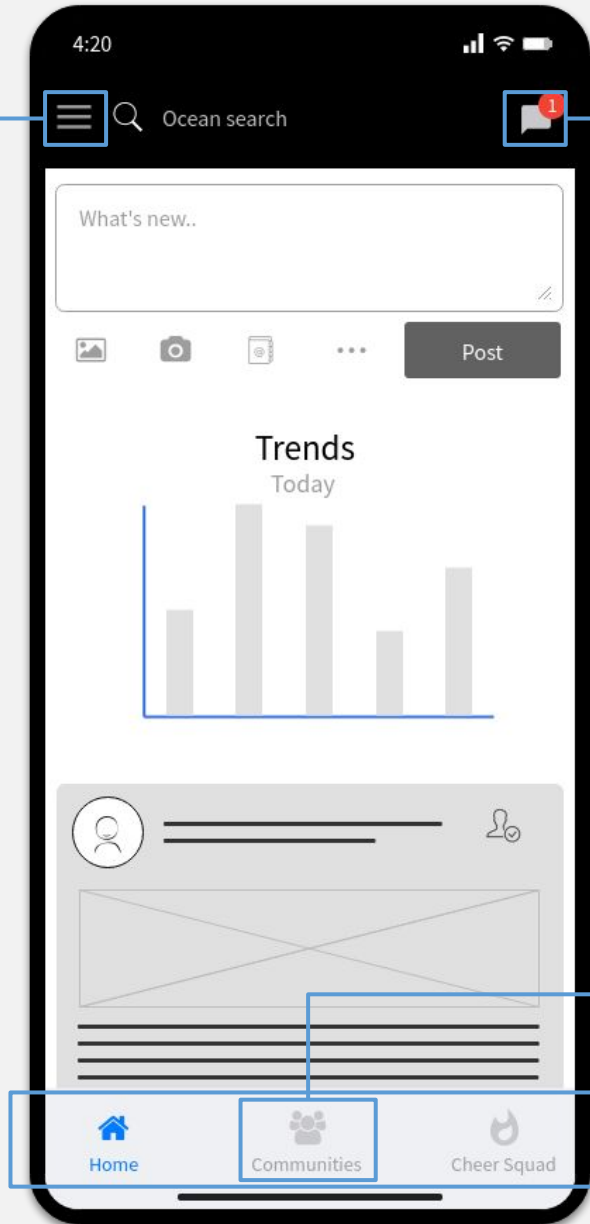 4:20
Ocean search
1
What's new..
@
Post
Trends
Today
Home
Communities
Cheer Squad